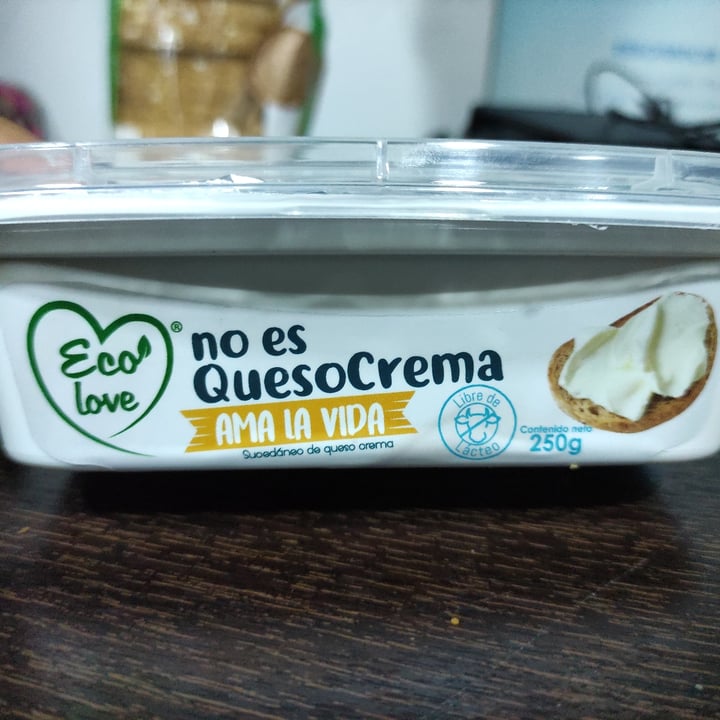 Eco
love
®
no es
QuesoCrema
AMA LA VIDA
Sucedáneo de queso crema
Libre de
Lácteo
Contenido neto
250g